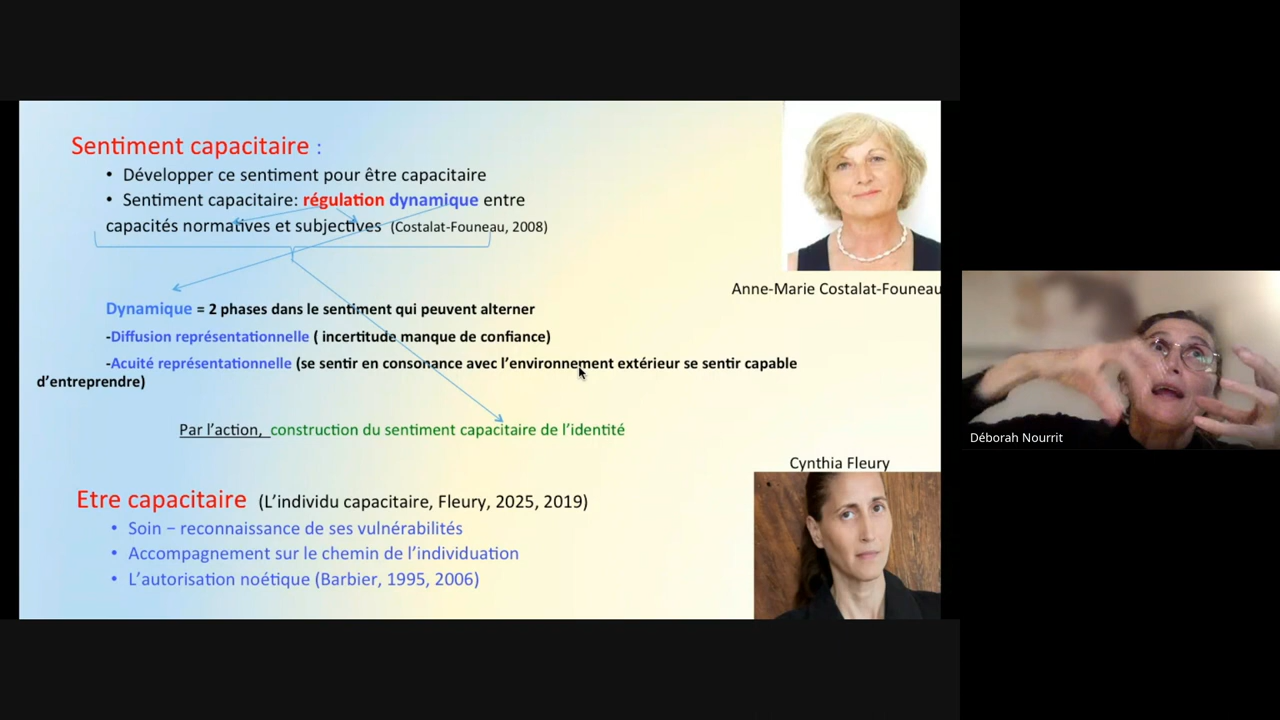 Sentiment capacitaire :
• Développer ce sentiment pour être capacitaire
• Sentiment capacitaire: régulation dynamique entre
capacités normatives et subjectives (Costalat-Founeau, 2008)
Anne-Marie Costalat-Founeau
Dynamique = 2 phases dans le sentiment qui peuvent alterner
-Diffusion représentationnelle ( incertitude manque de confiance)
-Acuité représentationnelle (se sentir en consonance avec l’environnement extérieur se sentir capable
d’entreprendre)
Par l’action, construction du sentiment capacitaire de l’identité
Cynthia Fleury
Etre capacitaire (L’individu capacitaire, Fleury, 2025, 2019)
• Soin – reconnaissance de ses vulnérabilités
• Accompagnement sur le chemin de l’individuation
• L’autorisation noétique (Barbier, 1995, 2006)
Déborah Nourrit